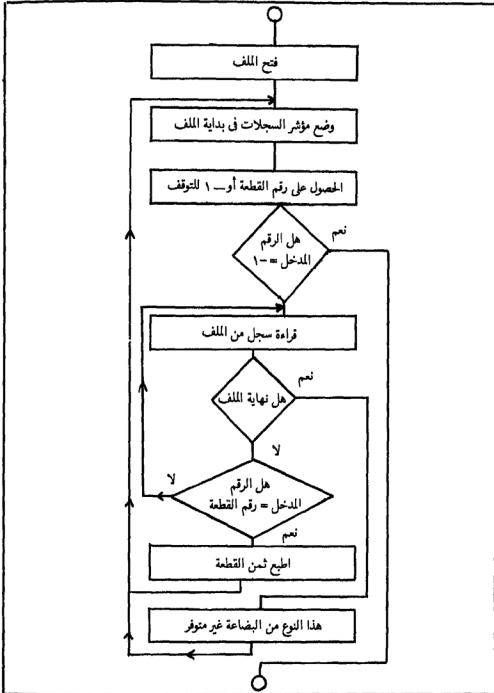 فتح الملف
وضع مؤشر السجلات فى بداية الملف
الحصول على رقم القطعة أو — ١ للتوقف
نعم
هل الرقم
المدخل = -١
قراءة سجل من الملف
نعم
هل نهاية الملف
لا
لا
هل الرقم
المدخل = رقم القطعة
نعم
اطبع ثمن القطعة
هذا النوع من البضاعة غير متوفر